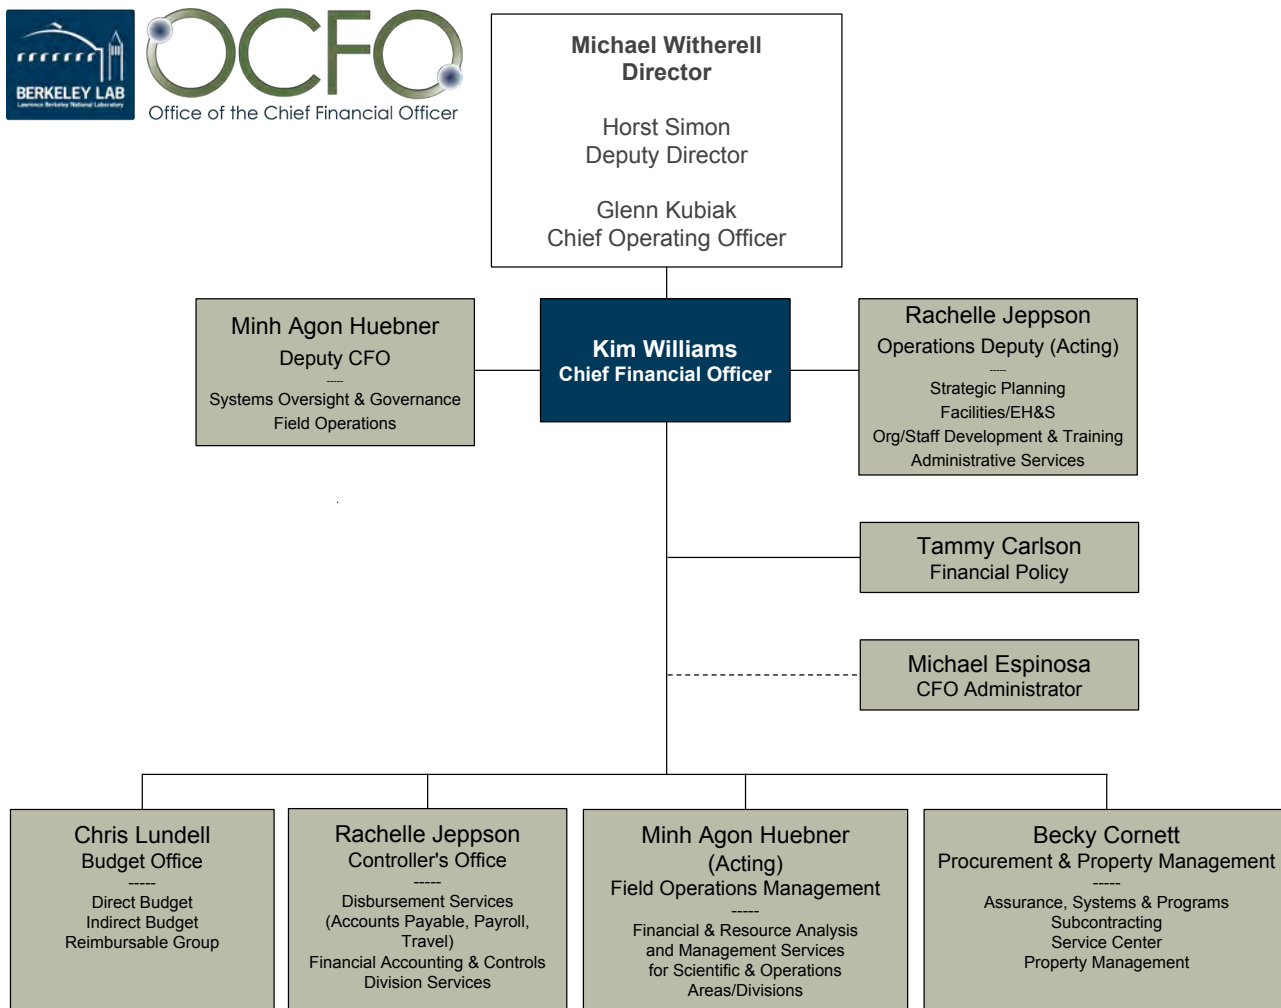 BERKELEY LAB
Lawrence Berkeley National Laboratory
OCFO
Office of the Chief Financial Officer
Michael Witherell
Director
Horst Simon
Deputy Director
Glenn Kubiak
Chief Operating Officer
Minh Agon Huebner
Deputy CFO
-----
Systems Oversight & Governance
Field Operations
Kim Williams
Chief Financial Officer
Rachelle Jeppson
Operations Deputy (Acting)
-----
Strategic Planning
Facilities/EH&S
Org/Staff Development & Training
Administrative Services
Tammy Carlson
Financial Policy
Michael Espinosa
CFO Administrator
Chris Lundell
Budget Office
-----
Direct Budget
Indirect Budget
Reimbursable Group
Rachelle Jeppson
Controller's Office
-----
Disbursement Services
(Accounts Payable, Payroll,
Travel)
Financial Accounting & Controls
Division Services
Minh Agon Huebner
(Acting)
Field Operations Management
-----
Financial & Resource Analysis
and Management Services
for Scientific & Operations
Areas/Divisions
Becky Cornett
Procurement & Property Management
-----
Assurance, Systems & Programs
Subcontracting
Service Center
Property Management